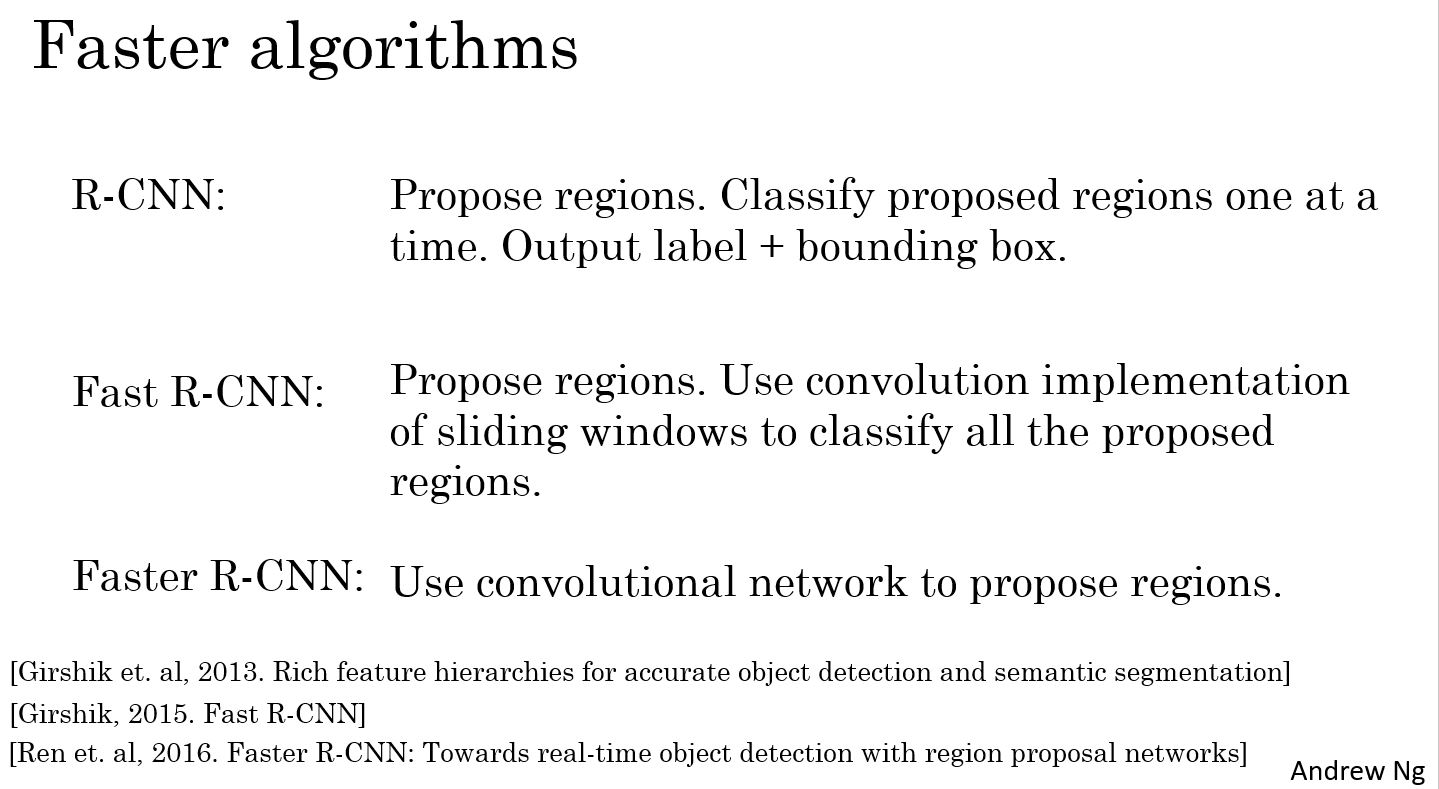 Faster algorithms
R-CNN:
Propose regions. Classify proposed regions one at a
time. Output label + bounding box.
Fast R-CNN:
Propose regions. Use convolution implementation
of sliding windows to classify all the proposed
regions.
Faster R-CNN:
Use convolutional network to propose regions.
[Girshik et. al, 2013. Rich feature hierarchies for accurate object detection and semantic segmentation]
[Girshik, 2015. Fast R-CNN]
[Ren et. al, 2016. Faster R-CNN: Towards real-time object detection with region proposal networks]
Andrew Ng